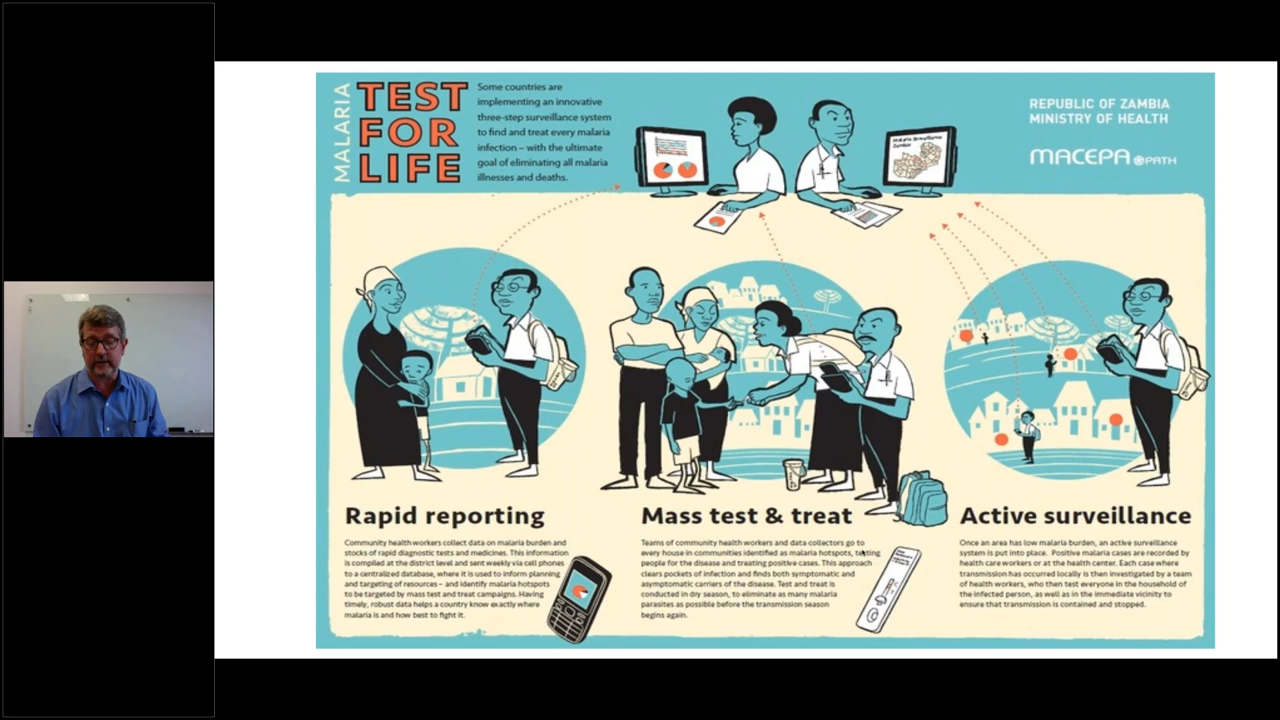 MALARIA
TEST
FOR
LIFE
Some countries are
implementing an innovative
three-step surveillance system
to find and treat every malaria
infection – with the ultimate
goal of eliminating all malaria
illnesses and deaths.
Malaria Surveillance
Zambia
REPUBLIC OF ZAMBIA
MINISTRY OF HEALTH
MACEPA PATH
Rapid reporting
Community health workers collect data on malaria burden and
stocks of rapid diagnostic tests and medicines. This information
is compiled at the district level and sent weekly via cell phones
to a centralized database, where it is used to inform planning
and targeting of resources – and identify malaria hotspots
to be targeted by mass test and treat campaigns. Having
timely, robust data helps a country know exactly where
malaria is and how best to fight it.
Mass test & treat
Teams of community health workers and data collectors go to
every house in communities identified as malaria hotspots, testing
people for the disease and treating positive cases. This approach
clears pockets of infection and finds both symptomatic and
asymptomatic carriers of the disease. Test and treat is
conducted in dry season, to eliminate as many malaria
parasites as possible before the transmission season
begins again.
Active surveillance
Once an area has low malaria burden, an active surveillance
system is put into place. Positive malaria cases are recorded by
health care workers or at the health center. Each case where
transmission has occurred locally is then investigated by a team
of health workers, who then test everyone in the household of
the infected person, as well as in the immediate vicinity to
ensure that transmission is contained and stopped.